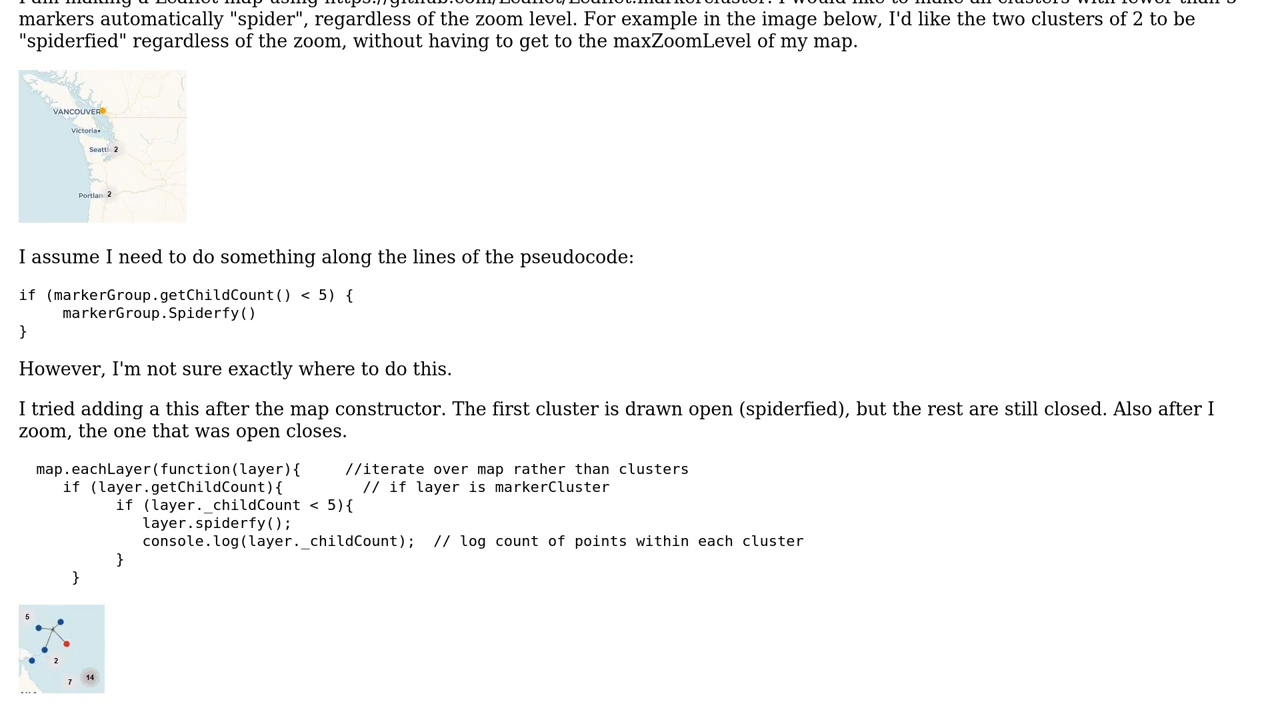 markers automatically "spider", regardless of the zoom level. For example in the image below, I'd like the two clusters of 2 to be
"spiderfied" regardless of the zoom, without having to get to the maxZoomLevel of my map.
VANCOUVER
Victoria
Seattl 2
Portlan 2
I assume I need to do something along the lines of the pseudocode:
if (markerGroup.getChildCount() < 5) {
     markerGroup.Spiderfy()
}
However, I'm not sure exactly where to do this.
I tried adding a this after the map constructor. The first cluster is drawn open (spiderfied), but the rest are still closed. Also after I
zoom, the one that was open closes.
  map.eachLayer(function(layer){     //iterate over map rather than clusters
     if (layer.getChildCount){         // if layer is markerCluster
           if (layer._childCount < 5){
              layer.spiderfy();
              console.log(layer._childCount);  // log count of points within each cluster
           }
      }
5
2
7 14